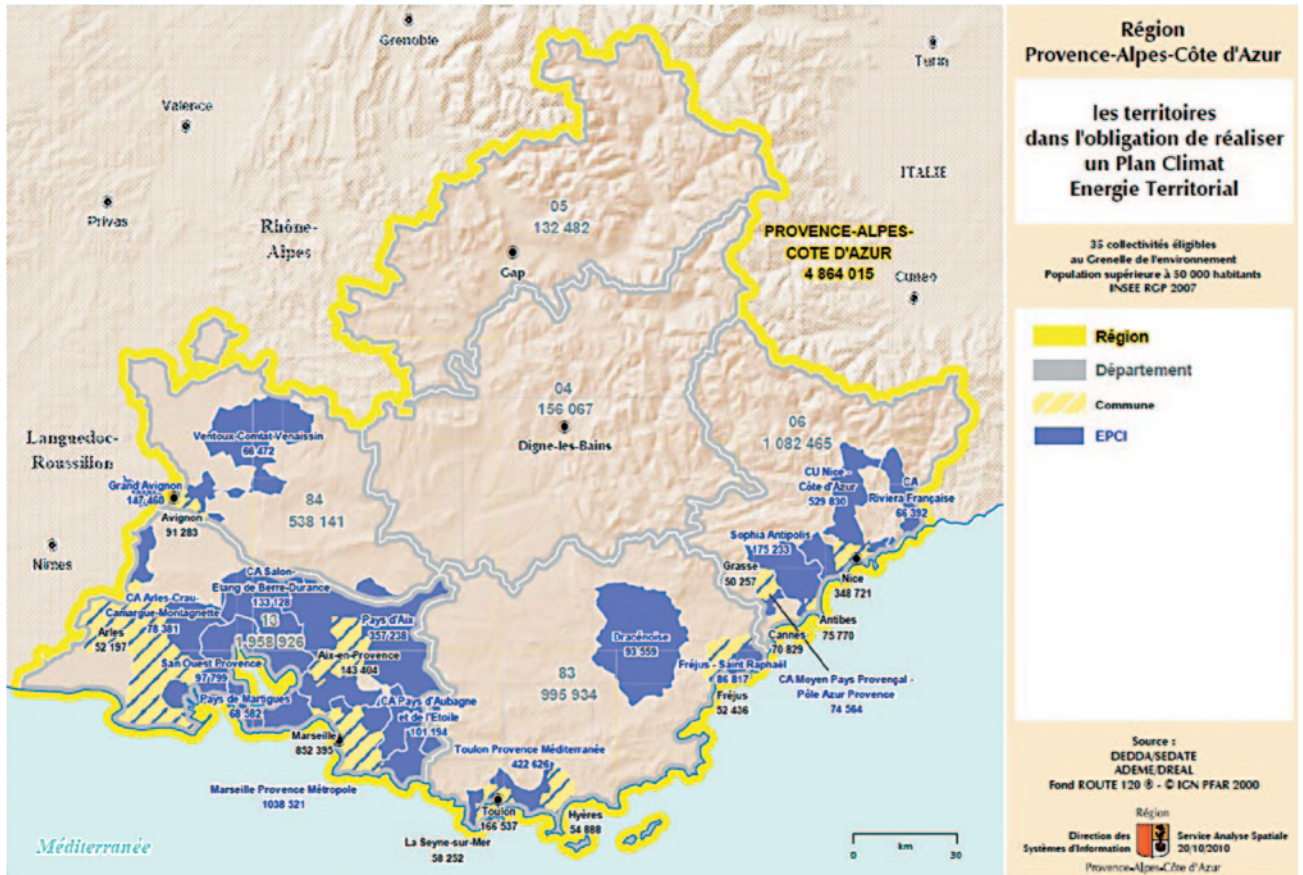 Grenoble
Turin
Valence
ITALIE
Privas
Rhône-
Alpes
05
132 482
Gap
PROVENCE-ALPES-
COTE D'AZUR
4 864 015
Cuneo
04
156 067
Digne-les-Bains
06
1 082 465
Languedoc-
Roussillon
Ventoux-Comtat-Venaissin
66 472
Grand Avignon
147 460
Avignon
91 283
84
538 141
Nîmes
CU Nice -
Côte d'Azur
529 830
CA
Riviera Française
66 392
Sophia Antipolis
175 233
Grasse
50 257
Nice
348 721
Antibes
75 770
Cannes
70 829
CA Moyen Pays Provençal -
Pôle Azur Provence
74 564
CA Salon-
Etang de Berre-Durance
133 128
CA Arles-Crau-
Camargue-Montagnette
78 381
Arles
52 197
13
1 958 926
Pays d'Aix
357 238
Aix-en-Provence
143 404
San Ouest Provence
97 799
Pays de Martigues
68 582
CA Pays d'Aubagne
et de l'Etoile
101 194
Marseille
852 395
Marseille Provence Métropole
1038 321
Dracénoise
93 559
83
995 934
Fréjus - Saint Raphaël
86 817
Fréjus
52 436
Toulon Provence Méditerranée
422 626
Toulon
166 537
Hyères
54 888
La Seyne-sur-Mer
58 252
Méditerranée
km
0 30
Région
Provence-Alpes-Côte d'Azur
les territoires
dans l'obligation de réaliser
un Plan Climat
Energie Territorial
35 collectivités éligibles
au Grenelle de l'environnement
Population supérieure à 50 000 habitants
INSEE RGP 2007
Région
Département
Commune
EPCI
Source :
DEDDA/SEDATE
ADEME/DREAL
Fond ROUTE 120 ® - © IGN PFAR 2000
Région
Direction des
Systèmes d'Information
Service Analyse Spatiale
20/10/2010
Provence-Alpes-Côte d'Azur